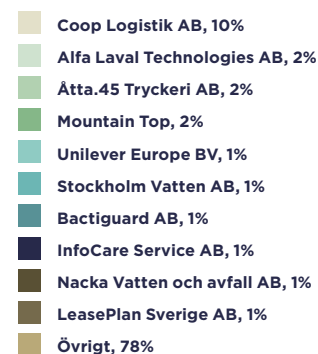 Coop Logistik AB, 10%
Alfa Laval Technologies AB, 2%
Åtta.45 Tryckeri AB, 2%
Mountain Top, 2%
Unilever Europe BV, 1%
Stockholm Vatten AB, 1%
Bactiguard AB, 1%
InfoCare Service AB, 1%
Nacka Vatten och avfall AB, 1%
LeasePlan Sverige AB, 1%
Övrigt, 78%